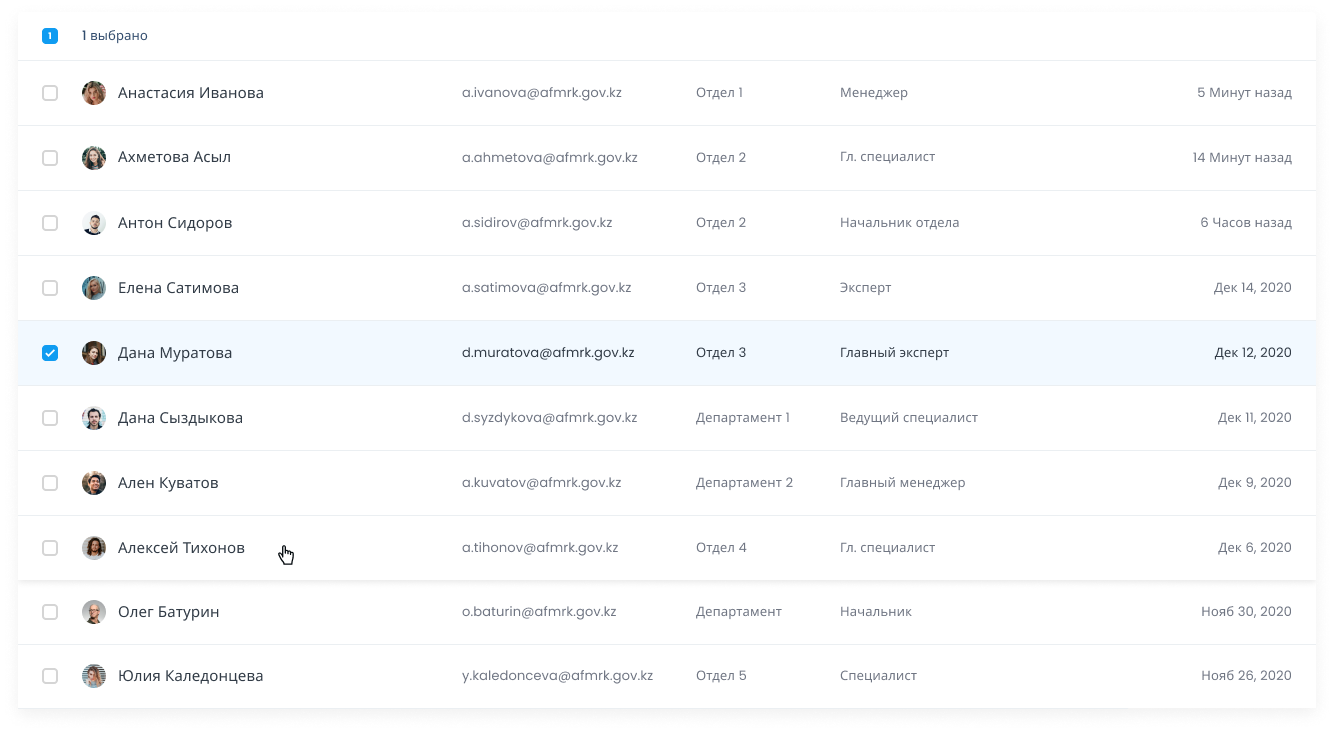 1 1 выбрано
Анастасия Иванова a.ivanova@afmrk.gov.kz Отдел 1 Менеджер 5 Минут назад
Ахметова Асыл a.ahmetova@afmrk.gov.kz Отдел 2 Гл. специалист 14 Минут назад
Антон Сидоров a.sidirov@afmrk.gov.kz Отдел 2 Начальник отдела 6 Часов назад
Елена Сатимова a.satimova@afmrk.gov.kz Отдел 3 Эксперт Дек 14, 2020
Дана Муратова d.muratova@afmrk.gov.kz Отдел 3 Главный эксперт Дек 12, 2020
Дана Сыздыкова d.syzdykova@afmrk.gov.kz Департамент 1 Ведущий специалист Дек 11, 2020
Ален Куватов a.kuvatov@afmrk.gov.kz Департамент 2 Главный менеджер Дек 9, 2020
Алексей Тихонов a.tihonov@afmrk.gov.kz Отдел 4 Гл. специалист Дек 6, 2020
Олег Батурин o.baturin@afmrk.gov.kz Департамент Начальник Нояб 30, 2020
Юлия Каледонцева y.kaledonceva@afmrk.gov.kz Отдел 5 Специалист Нояб 26, 2020